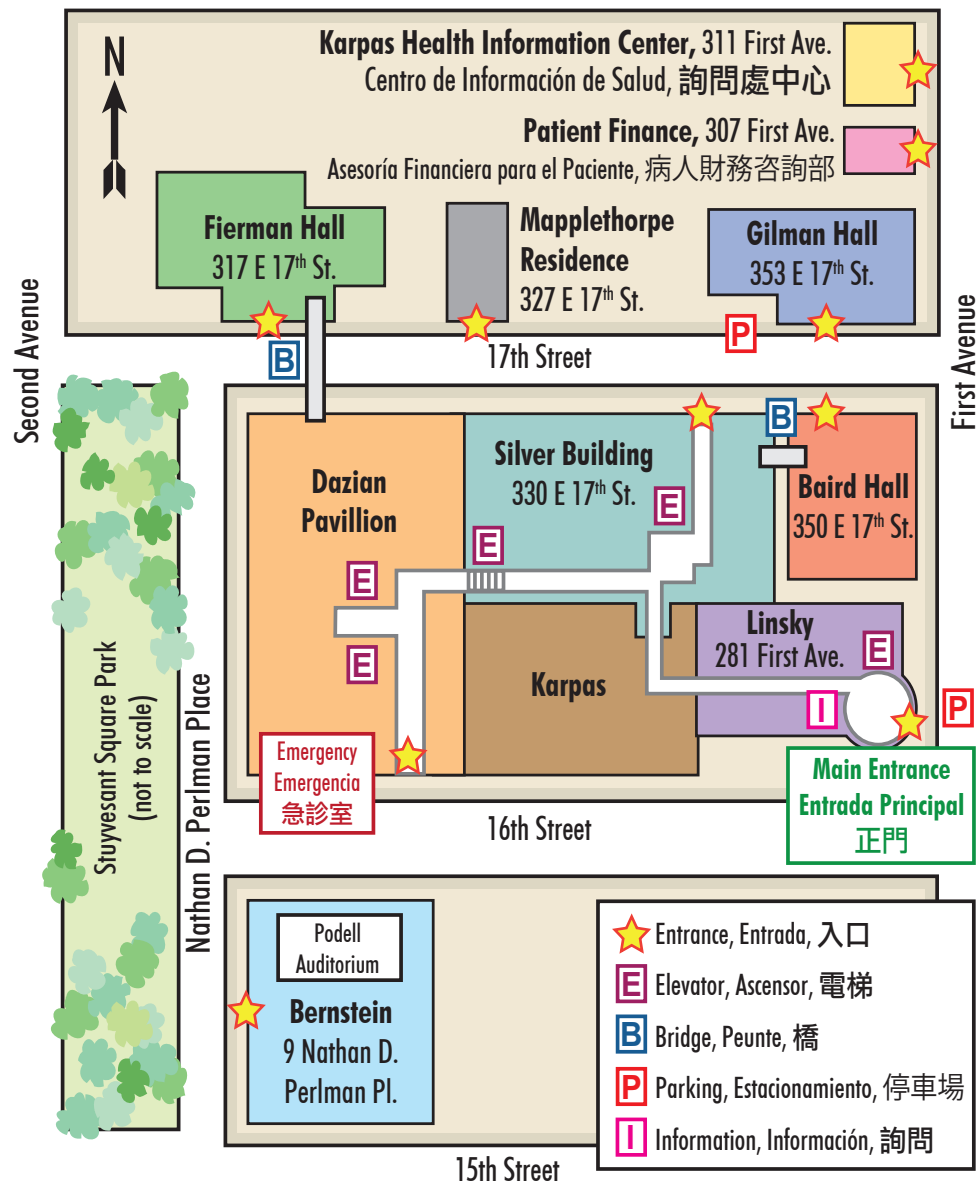 N
Karpas Health Information Center, 311 First Ave.
Centro de Información de Salud, 詢問處中心
Patient Finance, 307 First Ave.
Asesoría Financiera para el Paciente, 病人財務咨詢部
Fierman Hall
317 E 17th St.
Mapplethorpe
Residence
327 E 17th St.
Gilman Hall
353 E 17th St.
Second Avenue
First Avenue
B
17th Street
P
Dazian
Pavillion
Silver Building
330 E 17th St.
B
Baird Hall
350 E 17th St.
E
E
E
E
Karpas
Linsky
281 First Ave.
E
I
P
Stuyvesant Square Park
(not to scale)
Nathan D. Perlman Place
Emergency
Emergencia
急診室
Main Entrance
Entrada Principal
正門
16th Street
Podell
Auditorium
Bernstein
9 Nathan D.
Perlman Pl.
Entrance, Entrada, 入口
E Elevator, Ascensor, 電梯
B Bridge, Peunte, 橋
P Parking, Estacionamiento, 停車場
I Information, Información, 詢問
15th Street